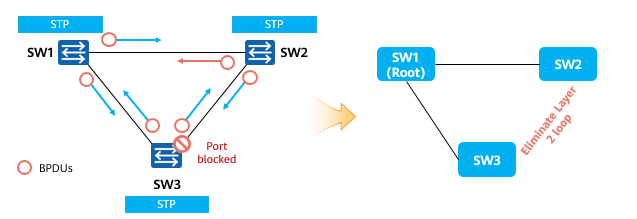 STP
STP
SW1
SW2
Port
blocked
BPDUs
SW3
STP
SW1
(Root)
SW2
SW3
Eliminate Layer
2 loop